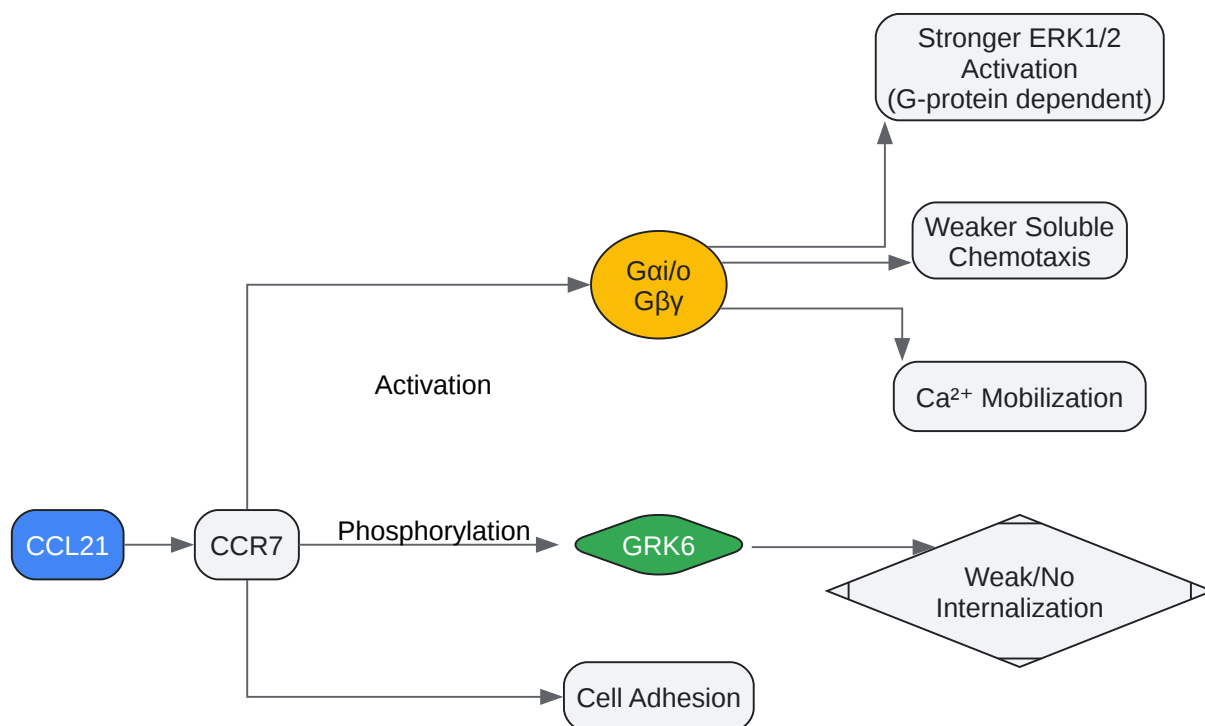 Stronger ERK1/2
Activation
(G-protein dependent)
Weaker Soluble
Chemotaxis
Gαi/o
Gβγ
Activation
Ca²⁺ Mobilization
CCL21
CCR7
Phosphorylation
GRK6
Weak/No
Internalization
Cell Adhesion